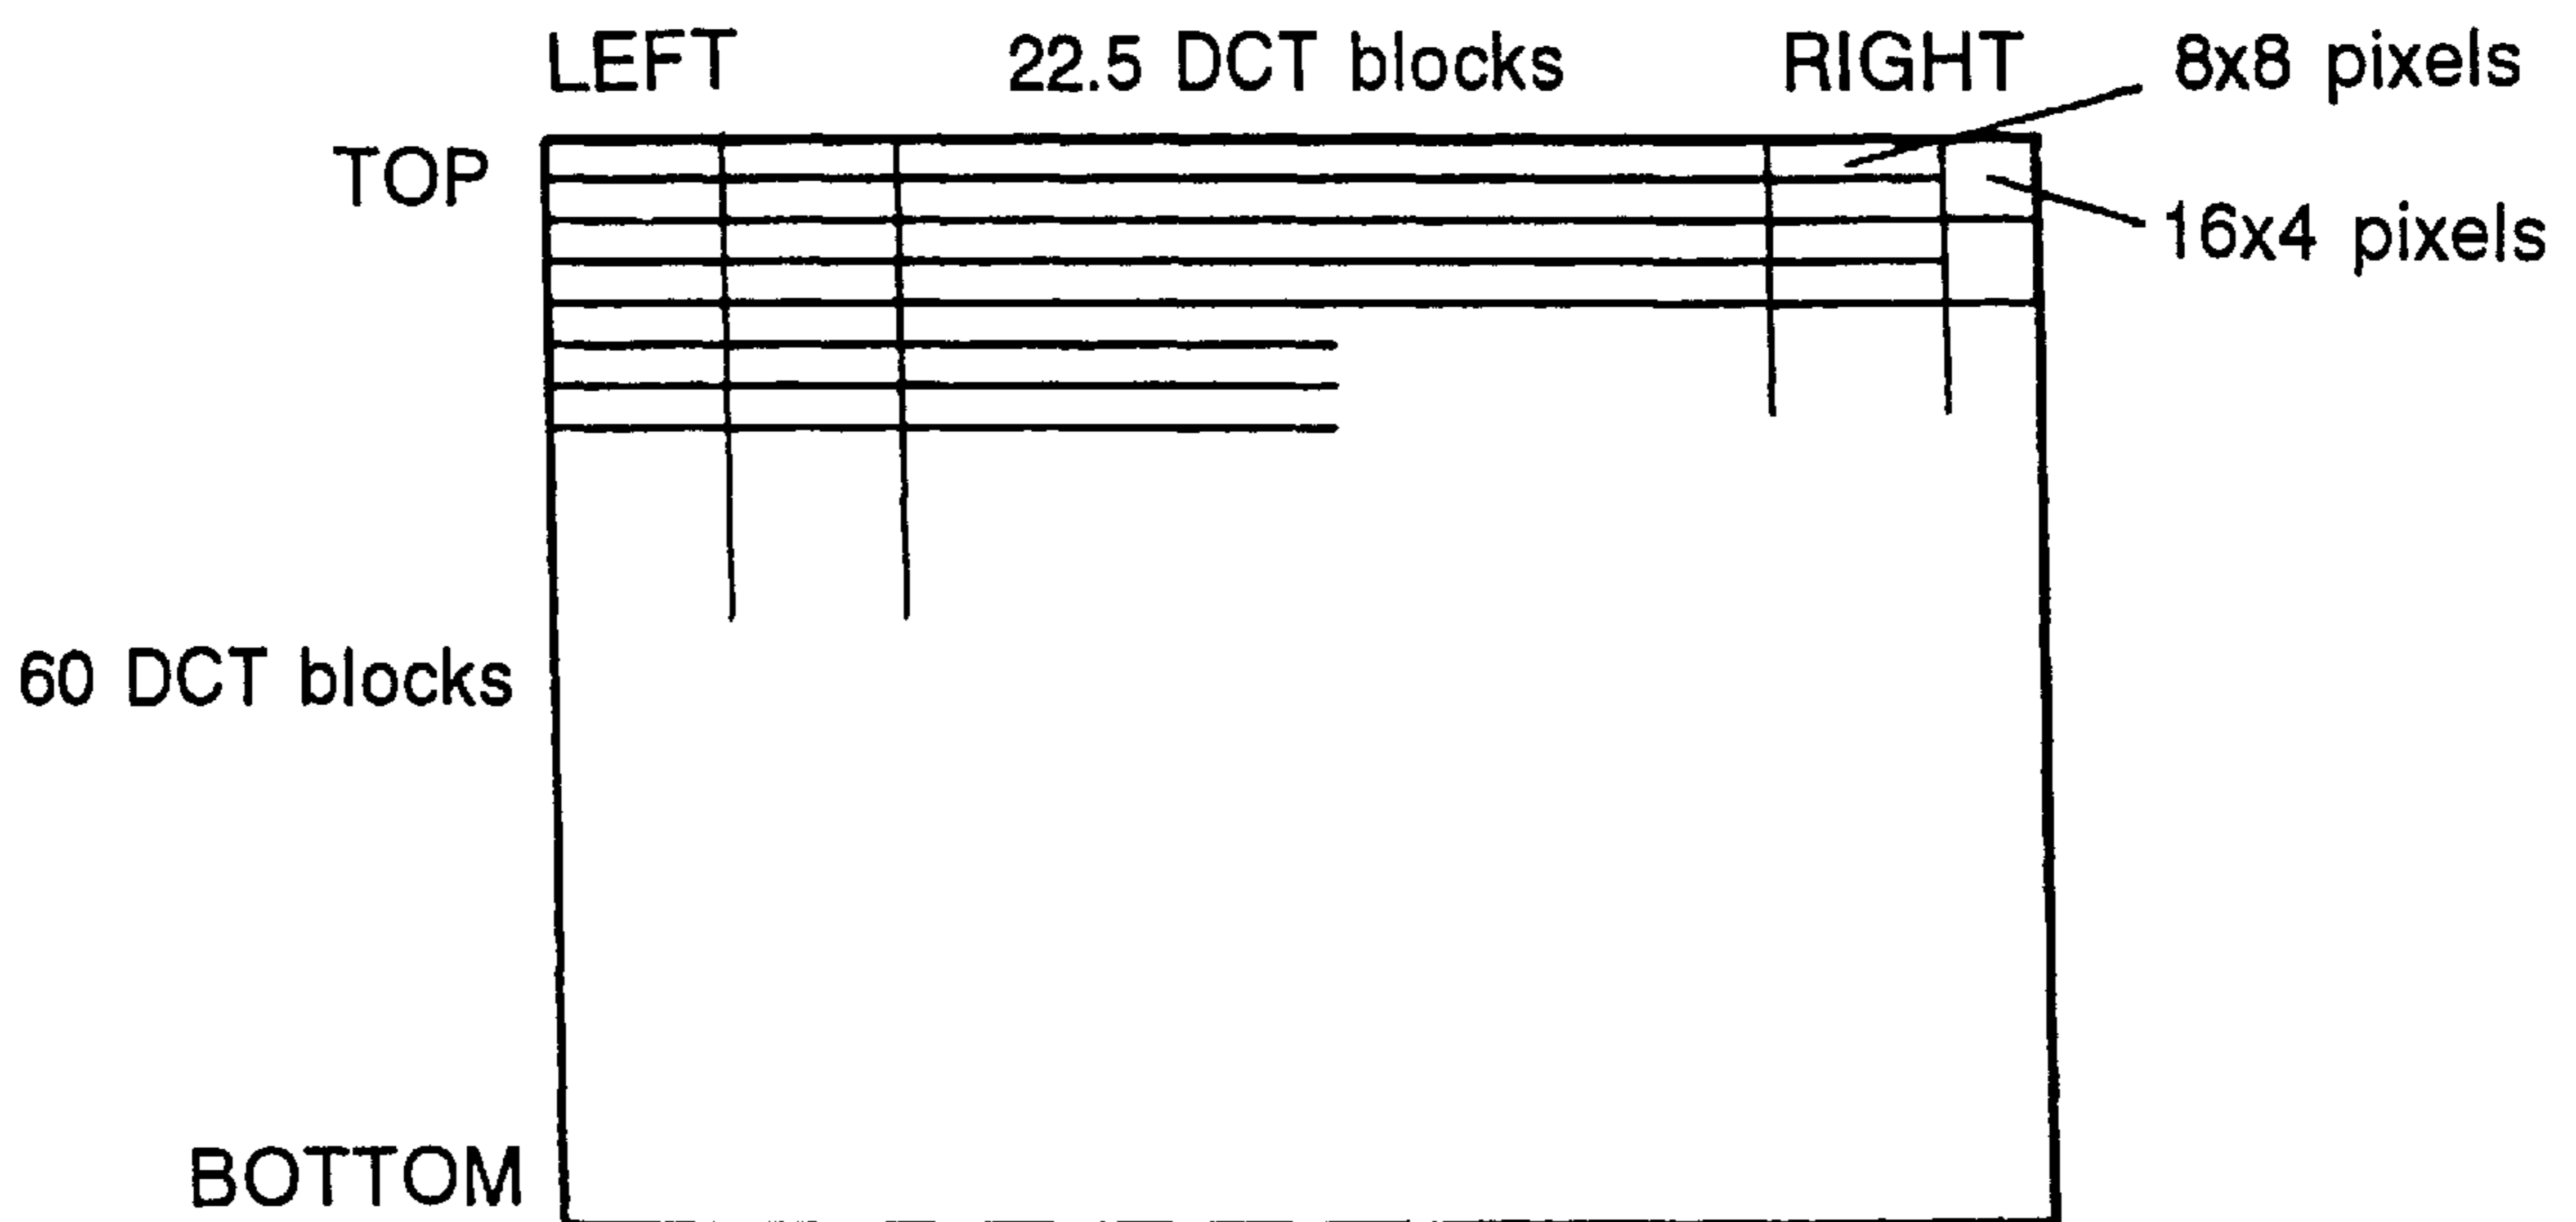 LEFT 22.5 DCT blocks RIGHT 8x8 pixels
TOP
16x4 pixels
60 DCT blocks
BOTTOM